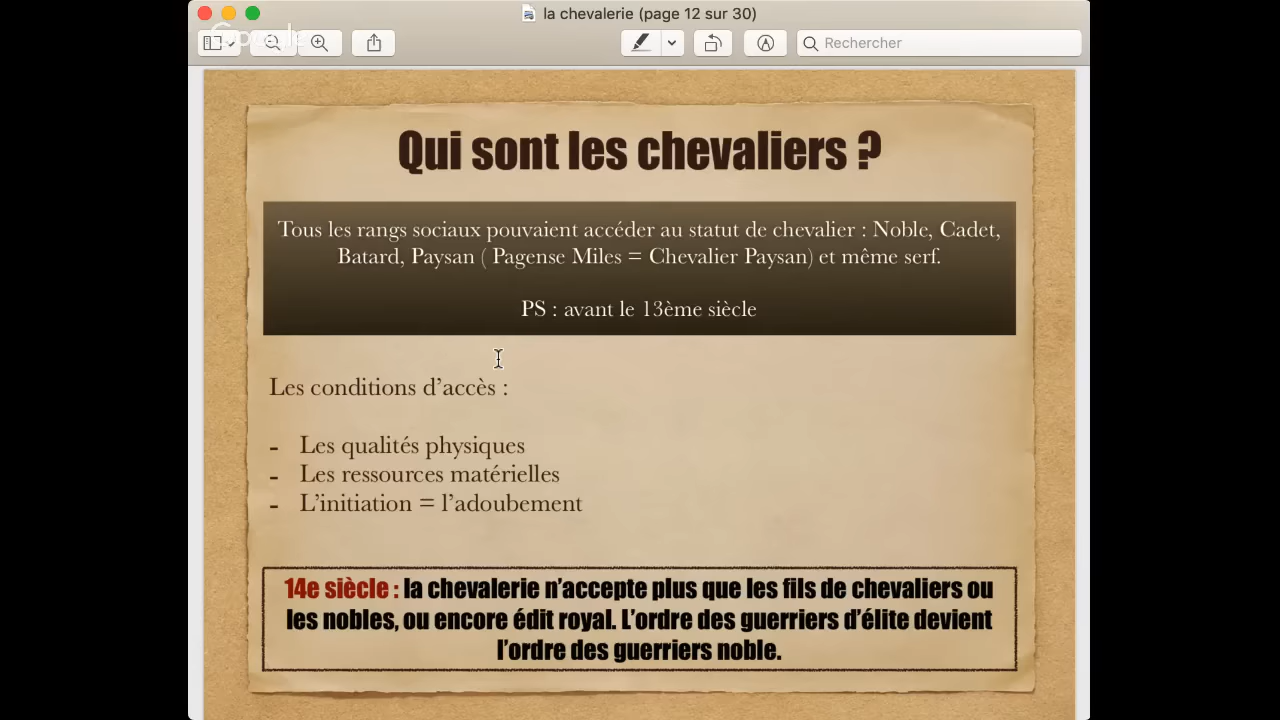 la chevalerie (page 12 sur 30)
Google
Rechercher
Qui sont les chevaliers ?
Tous les rangs sociaux pouvaient accéder au statut de chevalier : Noble, Cadet,
Batard, Paysan ( Pagense Miles = Chevalier Paysan) et même serf.
PS : avant le 13ème siècle
Les conditions d’accès :
- Les qualités physiques
- Les ressources matérielles
- L’initiation = l’adoubement
14e siècle : la chevalerie n’accepte plus que les fils de chevaliers ou
les nobles, ou encore édit royal. L’ordre des guerriers d’élite devient
l’ordre des guerriers noble.